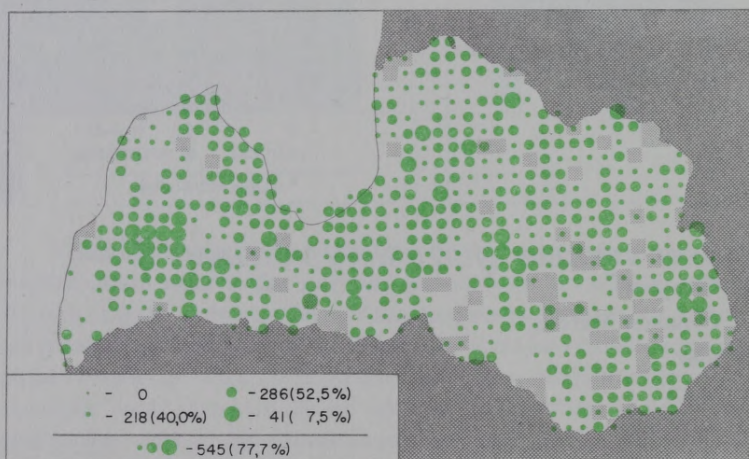 - 0 - 286(52,5%)
- 218(40,0%) - 41( 7,5%)
- 545(77,7%)